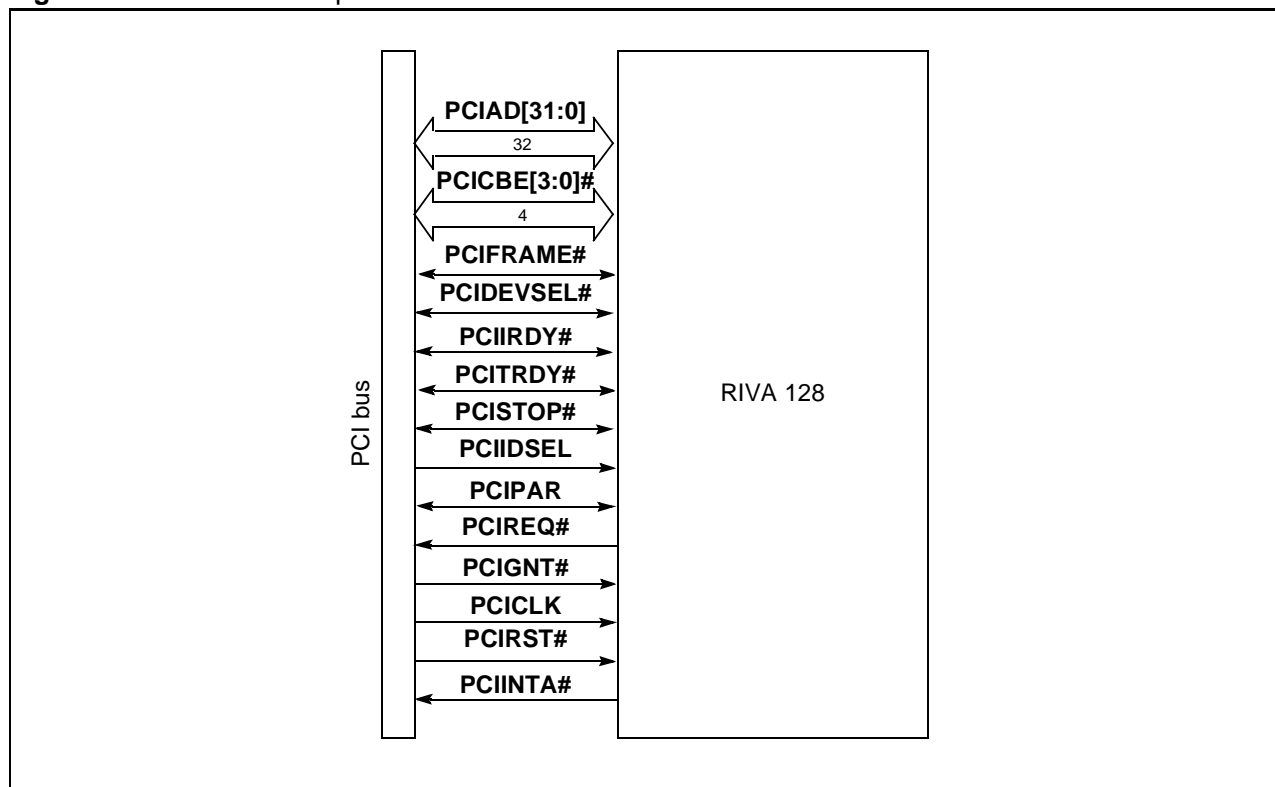 PCIAD[31:0]
32
PCICBE[3:0]#
4
PCIFRAME#
PCIDEVSEL#
PCIIRDY#
PCITRDY#
PCISTOP#
PCIIDSEL
PCIPAR
PCIREQ#
PCIGNT#
PCICLK
PCIRST#
PCIINTA#
PCI bus
RIVA 128